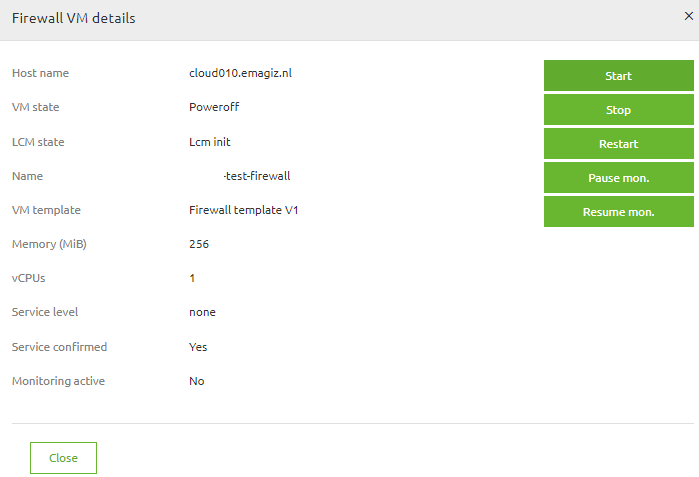 Firewall VM details
Host name cloud010.emagiz.nl Start
VM state Poweroff Stop
LCM state Lcm init Restart
Name -test-firewall Pause mon.
VM template Firewall template V1 Resume mon.
Memory (MiB) 256
vCPUs 1
Service level none
Service confirmed Yes
Monitoring active No
Close